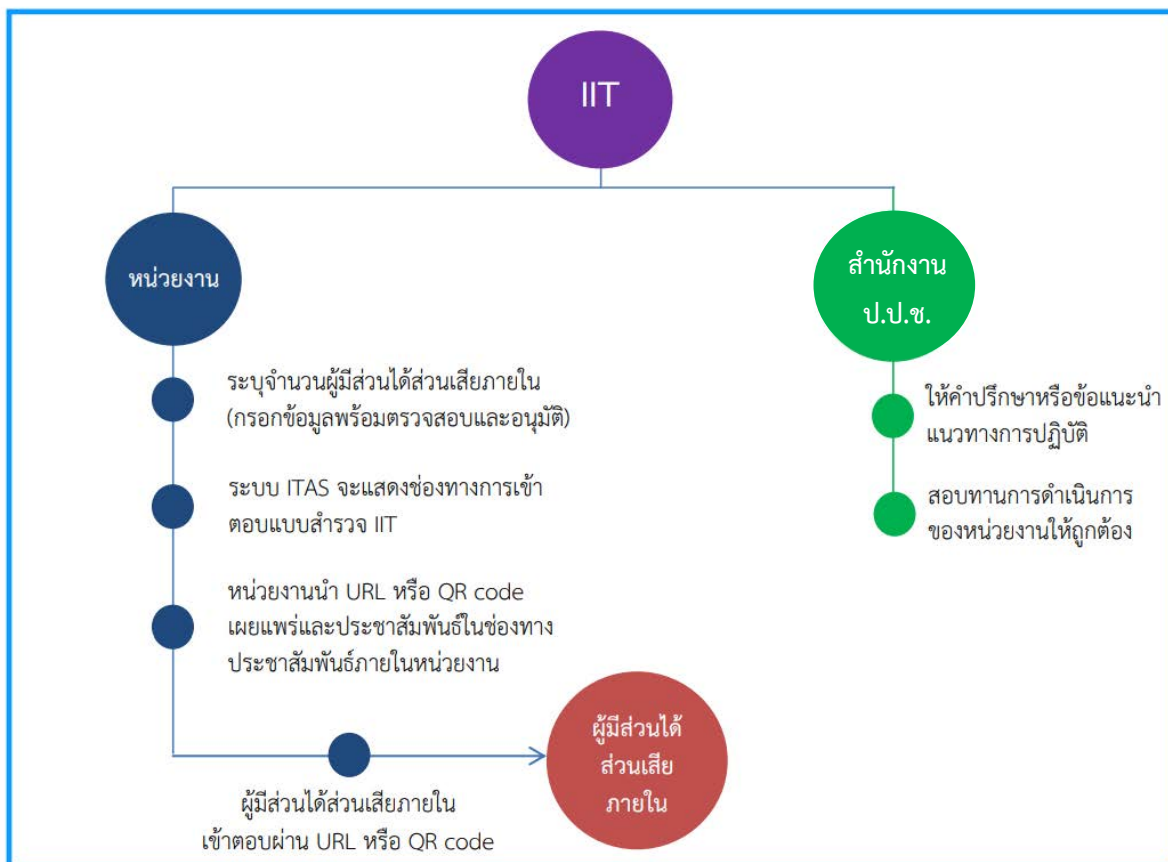 IIT
หน่วยงาน
ระบุจำนวนผู้มีส่วนได้ส่วนเสียภายใน
(กรอกข้อมูลพร้อมตรวจสอบและอนุมัติ)
ระบบ ITAS จะแสดงช่องทางการเข้า
ตอบแบบสำรวจ IIT
หน่วยงานนำ URL หรือ QR code
เผยแพร่และประชาสัมพันธ์ในช่องทาง
ประชาสัมพันธ์ภายในหน่วยงาน
ผู้มีส่วนได้ส่วนเสียภายใน
เข้าตอบผ่าน URL หรือ QR code
ผู้มีส่วนได้
ส่วนเสีย
ภายใน
สำนักงาน
ป.ป.ช.
ให้คำปรึกษาหรือข้อแนะนำ
แนวทางการปฏิบัติ
สอบทานการดำเนินการ
ของหน่วยงานให้ถูกต้อง